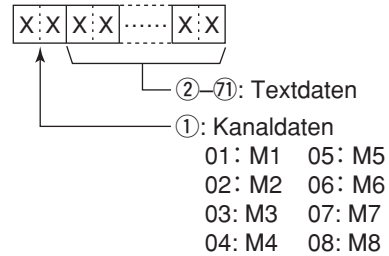 X X X X ...... X X
②–㉛: Textdaten
①: Kanaldaten
01: M1 05: M5
02: M2 06: M6
03: M3 07: M7
04: M4 08: M8